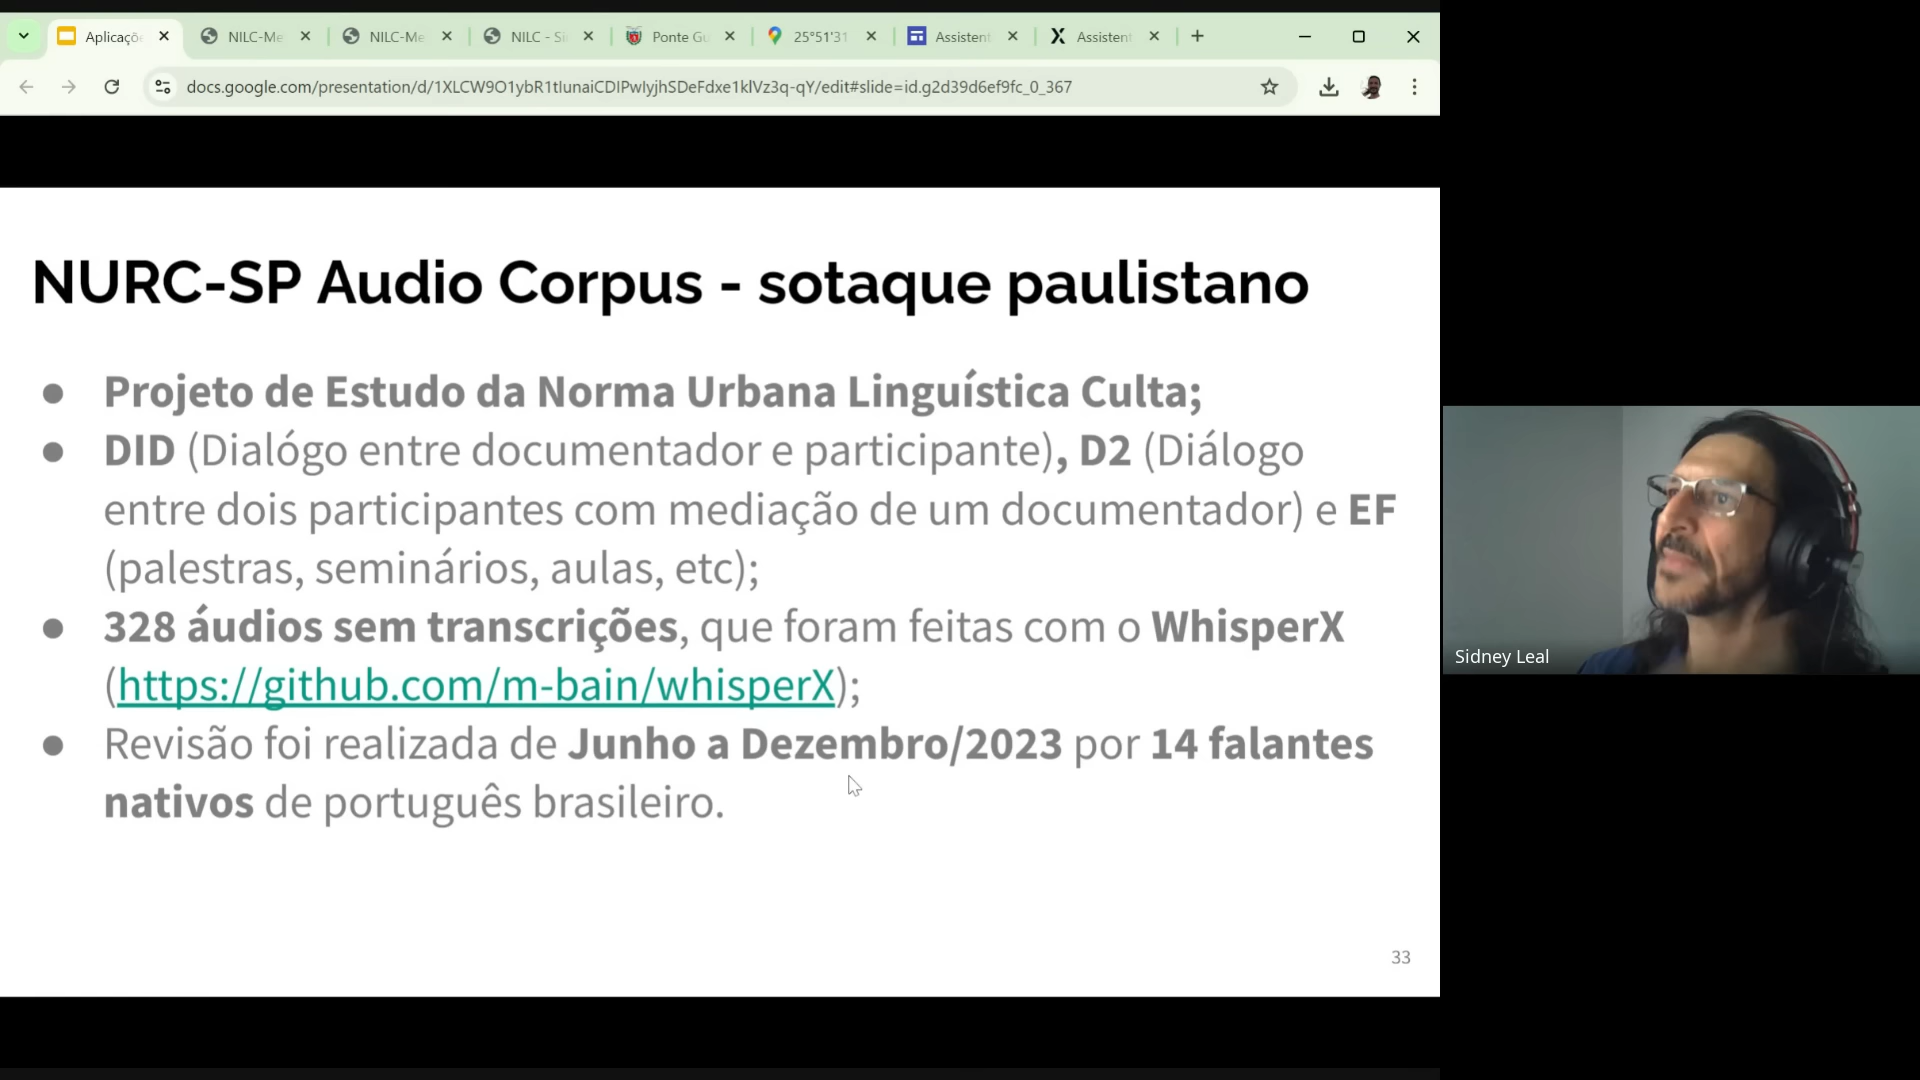 Aplicaçõ
NILC-Me
NILC-Me
NILC - Si
Ponte Gu
25°51'31
Assistent
Assistent
docs.google.com/presentation/d/1XLCW9O1ybR1tIunaiCDIPwIyjhSDeFdxe1klVz3q-qY/edit#slide=id.g2d39d6ef9fc_0_367
NURC-SP Audio Corpus - sotaque paulistano
● Projeto de Estudo da Norma Urbana Linguística Culta;
● DID (Dialógo entre documentador e participante), D2 (Diálogo
entre dois participantes com mediação de um documentador) e EF
(palestras, seminários, aulas, etc);
● 328 áudios sem transcrições, que foram feitas com o WhisperX
(https://github.com/m-bain/whisperX);
● Revisão foi realizada de Junho a Dezembro/2023 por 14 falantes
nativos de português brasileiro.
33
Sidney Leal